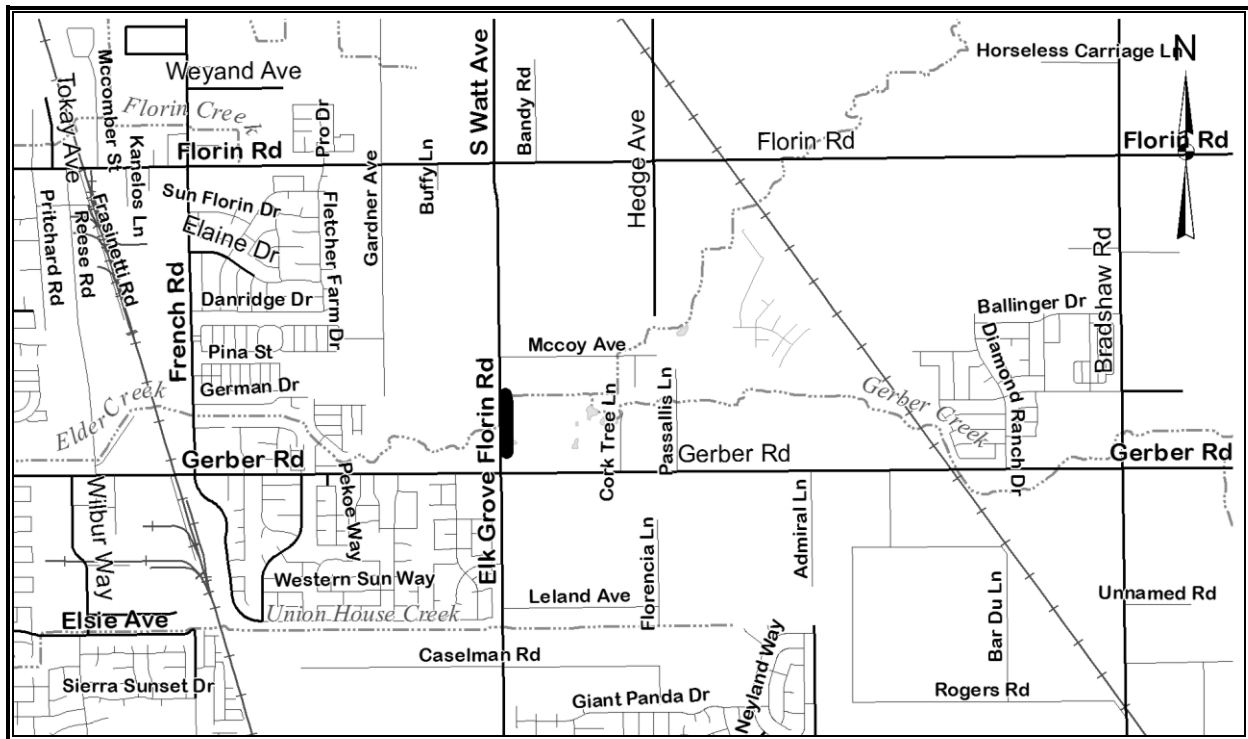 Horseless Carriage Ln
N
Weyand Ave
Mccomber St
Tokay Ave
Florin Creek
Kanelos Ln
Pro Dr
S Watt Ave
Bandy Rd
Hedge Ave
Florin Rd
Florin Rd
Florin Rd
Gardner Ave
Buffy Ln
Pritchard Rd
Reese Rd
Frasinetti Rd
Sun Florin Dr
Elaine Dr
Fletcher Farm Dr
French Rd
Danridge Dr
Pina St
German Dr
Mccoy Ave
Ballinger Dr
Bradshaw Rd
Diamond Ranch Dr
Elder Creek
Elk Grove Florin Rd
Cork Tree Ln
Passallis Ln
Gerber Creek
Gerber Rd
Gerber Rd
Gerber Rd
Wilbur Way
Pekoe Way
Admiral Ln
Florencia Ln
Western Sun Way
Union House Creek
Leland Ave
Unnamed Rd
Bar Du Ln
Elsie Ave
Caselman Rd
Sierra Sunset Dr
Giant Panda Dr
Neyland Way
Rogers Rd